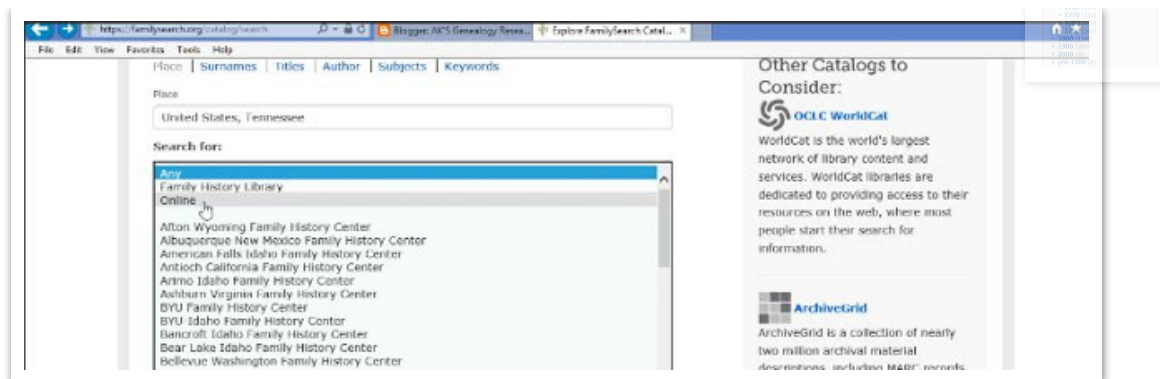 https://familysearch.org/catalog/search
Blogger: AK'S Genealogy Resea...
Explore FamilySearch Catal...
File Edit View Favorites Tools Help
Place | Surnames | Titles | Author | Subjects | Keywords
Place
United States, Tennessee
Search for:
Any
Family History Library
Online
Afton Wyoming Family History Center
Albuquerque New Mexico Family History Center
American Falls Idaho Family History Center
Antioch California Family History Center
Arimo Idaho Family History Center
Ashburn Virginia Family History Center
BYU Family History Center
BYU-Idaho Family History Center
Bancroft Idaho Family History Center
Bear Lake Idaho Family History Center
Bellevue Washington Family History Center
Other Catalogs to
Consider:
OCLC WorldCat
WorldCat is the world's largest
network of library content and
services. WorldCat libraries are
dedicated to providing access to their
resources on the web, where most
people start their search for
information.
ArchiveGrid
ArchiveGrid is a collection of nearly
two million archival material
descriptions, including MARC records